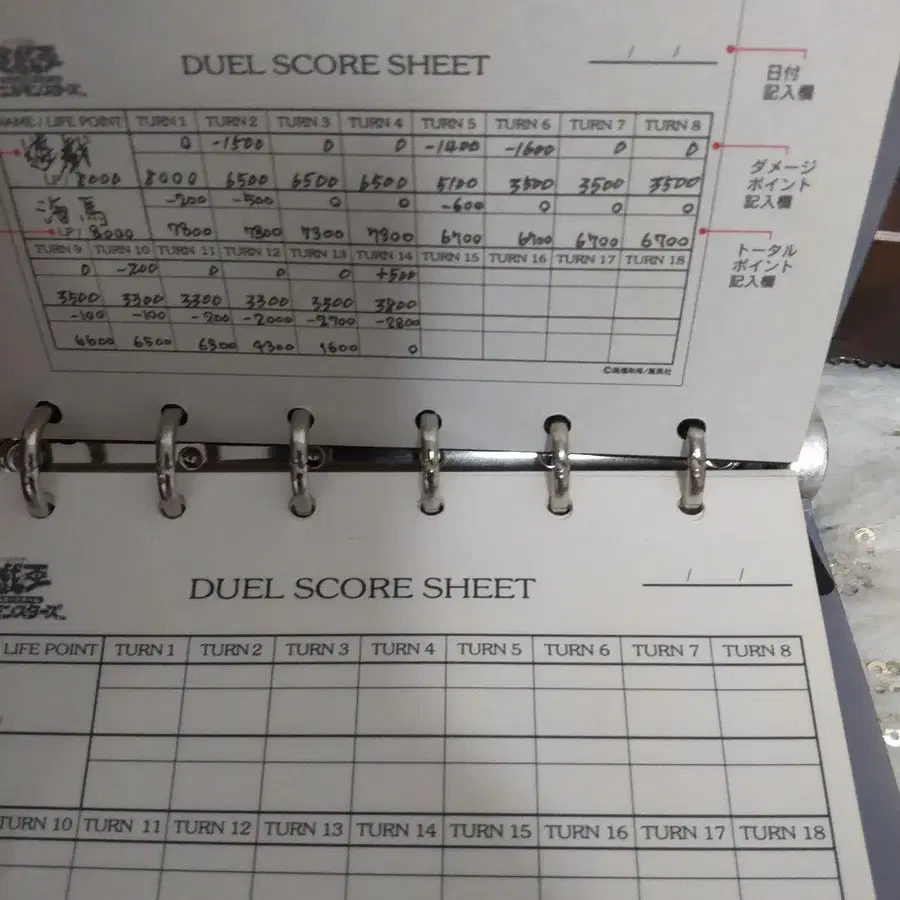 DUEL SCORE SHEET
日付
記入欄
NAME / LIFE POINT TURN 1 TURN 2 TURN 3 TURN 4 TURN 5 TURN 6 TURN 7 TURN 8
0 -1500 0 0 -1400 -1600 0 0
LP/ 8000 8000 6500 6500 6500 5100 3500 3500 3500
ダメージ
ポイント
記入欄
海馬
-200 -500 0 0 -600 0 0 0
LP/ 8000 7800 7300 7300 7300 6700 6700 6700 6700
トータル
ポイント
記入欄
TURN 9 TURN 10 TURN 11 TURN 12 TURN 13 TURN 14 TURN 15 TURN 16 TURN 17 TURN 18
0 -200 0 0 0 +500
3500 3300 3300 3300 3300 3800
-100 -100 -200 -2000 -2700 -2800
6600 6500 6300 4300 1600 0
©高橋和希/集英社
DUEL SCORE SHEET
LIFE POINT TURN 1 TURN 2 TURN 3 TURN 4 TURN 5 TURN 6 TURN 7 TURN 8
TURN 10 TURN 11 TURN 12 TURN 13 TURN 14 TURN 15 TURN 16 TURN 17 TURN 18